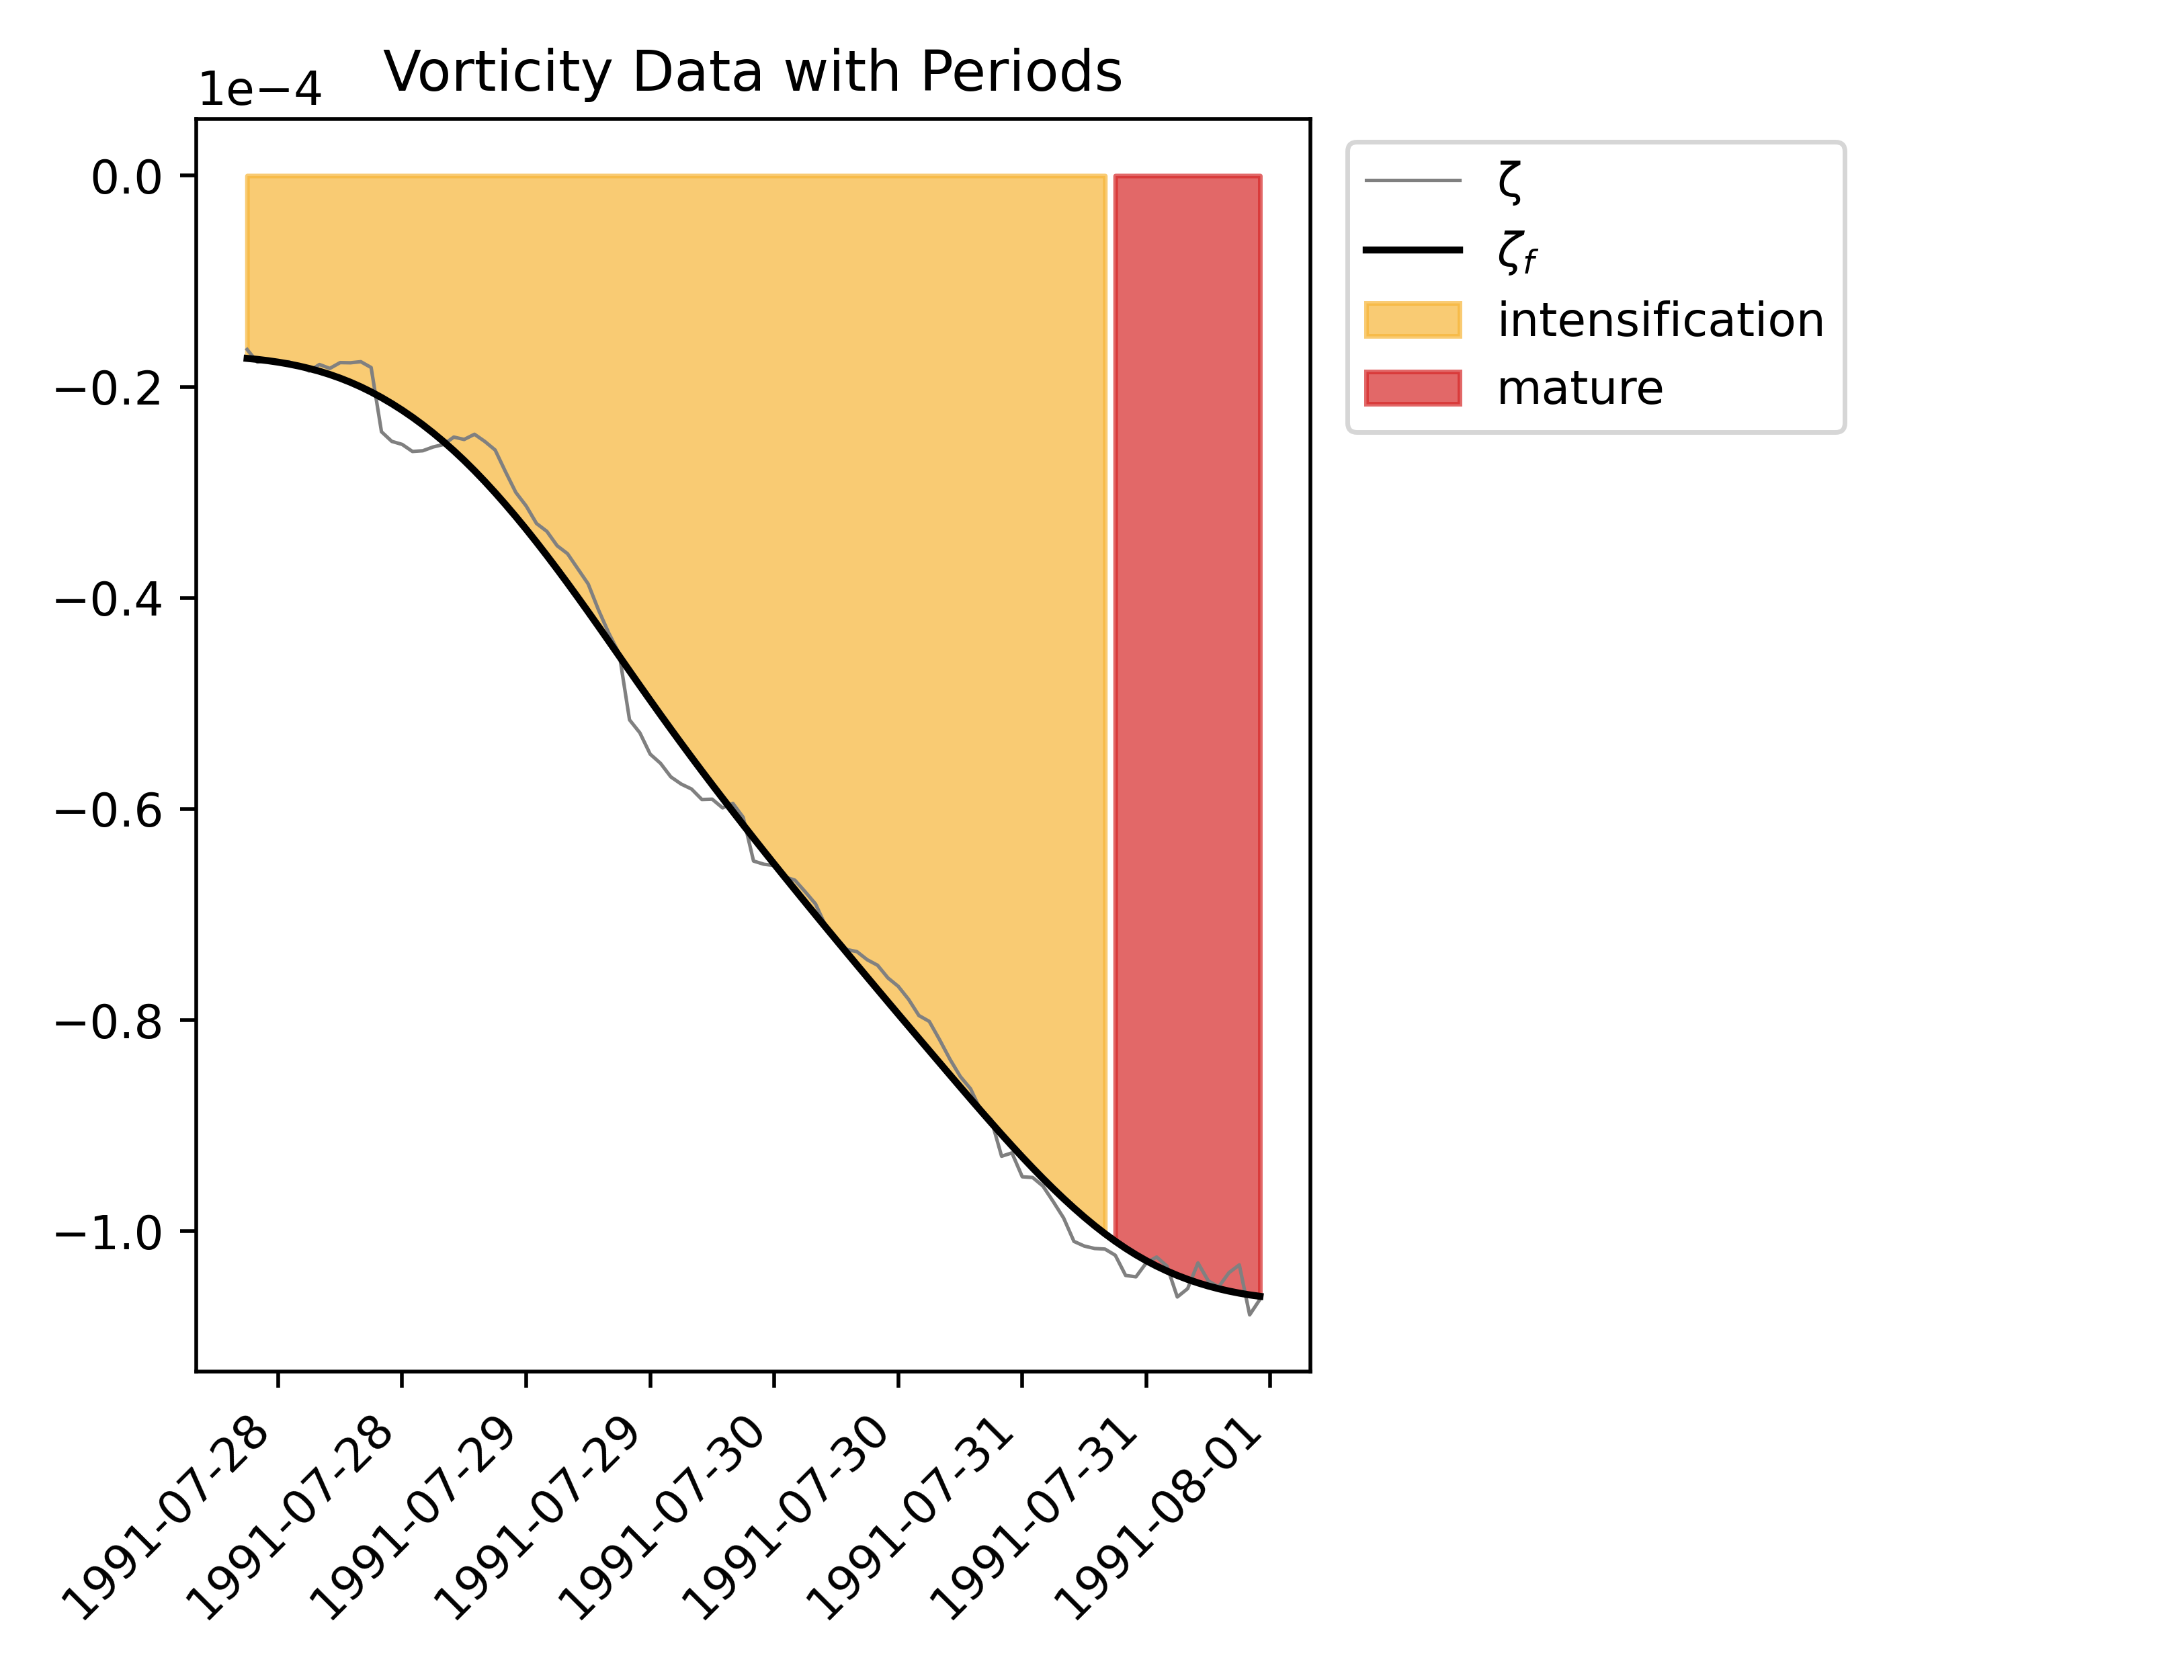 Vorticity Data with Periods
1e−4
0.0
−0.2
−0.4
−0.6
−0.8
−1.0
1991-07-28
1991-07-28
1991-07-29
1991-07-29
1991-07-30
1991-07-30
1991-07-31
1991-07-31
1991-08-01
ζ
ζf
intensification
mature